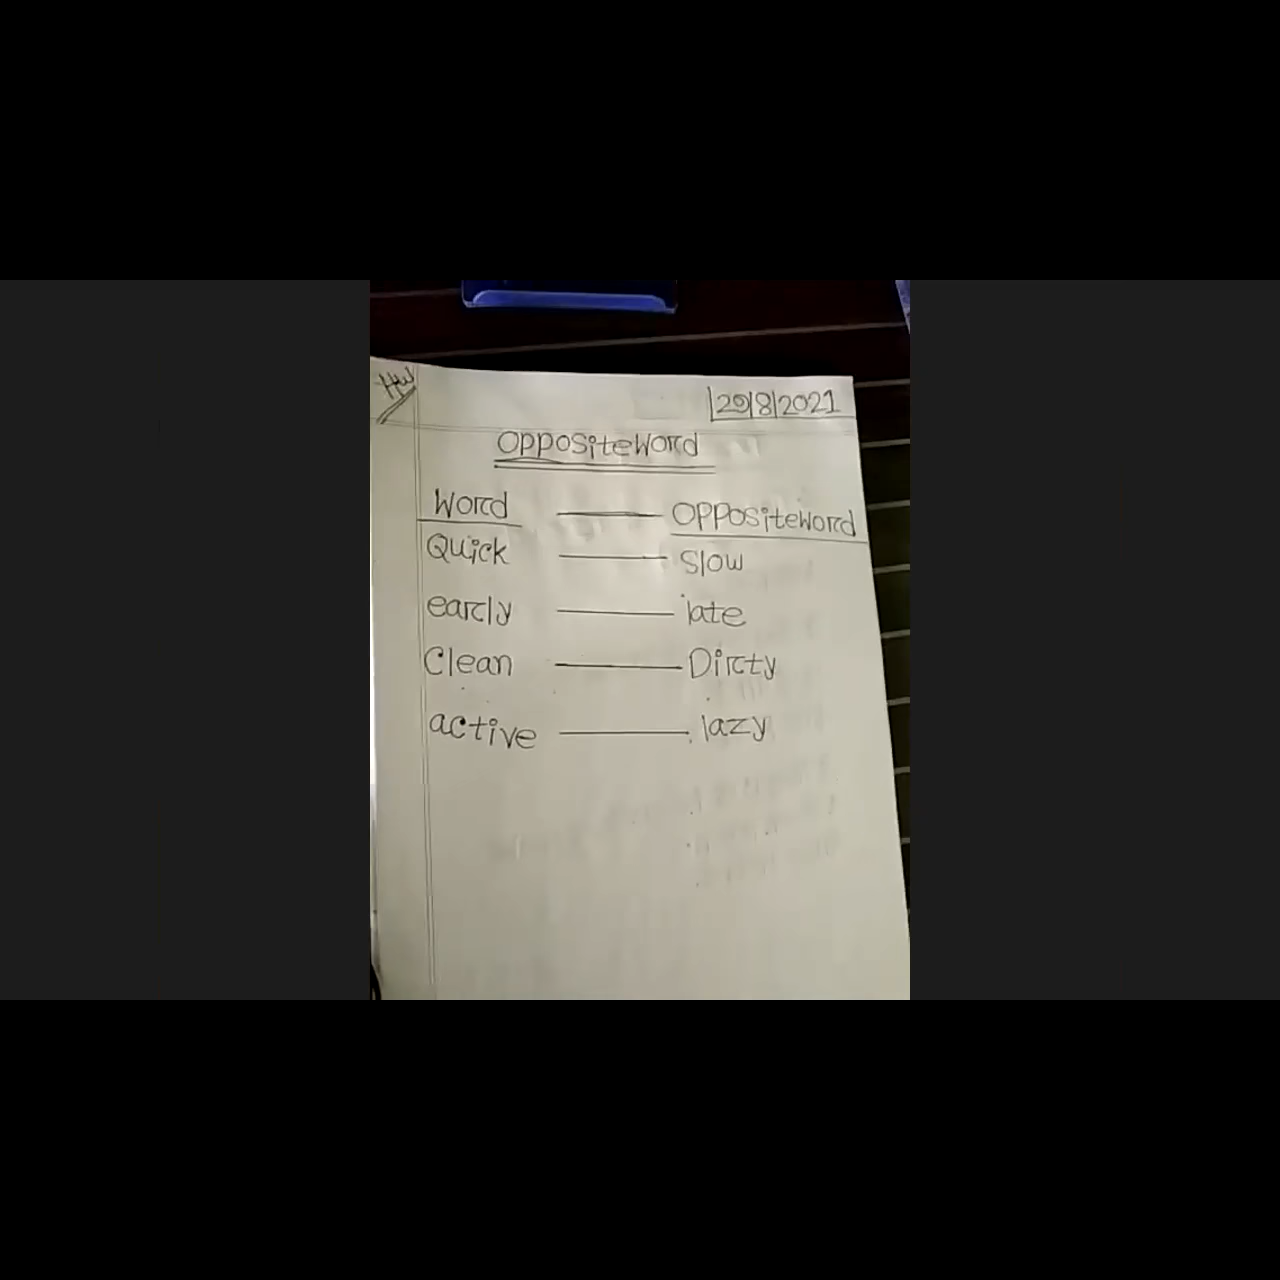 HW
29/8/2021
OppositeWord
Word — OppositeWord
Quick — Slow
early — late
Clean — Dirty
active — lazy